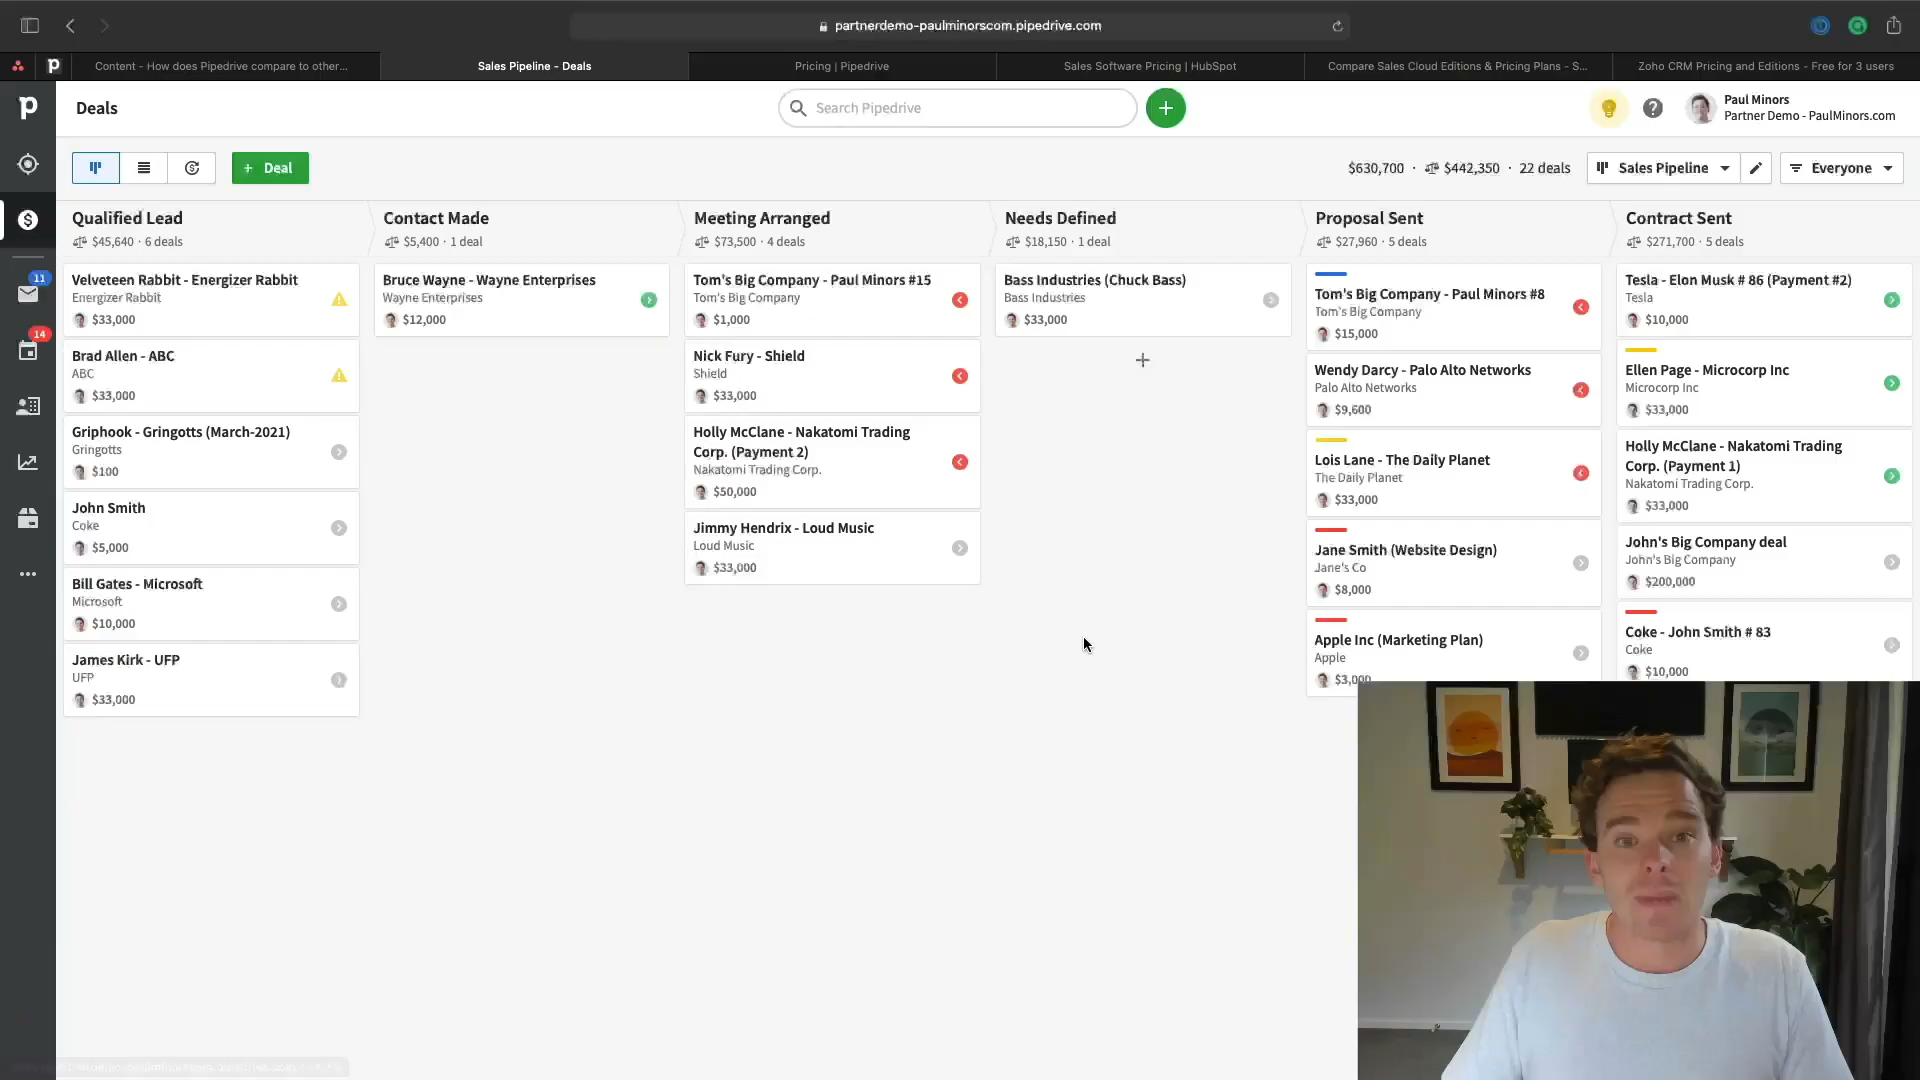 partnerdemo-paulminorscom.pipedrive.com
Content - How does Pipedrive compare to other...
Sales Pipeline - Deals
Pricing | Pipedrive
Sales Software Pricing | HubSpot
Compare Sales Cloud Editions & Pricing Plans - S...
Zoho CRM Pricing and Editions - Free for 3 users
Deals
Search Pipedrive
Paul Minors
Partner Demo - PaulMinors.com
+ Deal
$630,700 · $442,350 · 22 deals
Sales Pipeline
Everyone
11
14
Qualified Lead
$45,640 · 6 deals
Velveteen Rabbit - Energizer Rabbit
Energizer Rabbit
$33,000
Brad Allen - ABC
ABC
$33,000
Griphook - Gringotts (March-2021)
Gringotts
$100
John Smith
Coke
$5,000
Bill Gates - Microsoft
Microsoft
$10,000
James Kirk - UFP
UFP
$33,000
Contact Made
$5,400 · 1 deal
Bruce Wayne - Wayne Enterprises
Wayne Enterprises
$12,000
Meeting Arranged
$73,500 · 4 deals
Tom's Big Company - Paul Minors #15
Tom's Big Company
$1,000
Nick Fury - Shield
Shield
$33,000
Holly McClane - Nakatomi Trading
Corp. (Payment 2)
Nakatomi Trading Corp.
$50,000
Jimmy Hendrix - Loud Music
Loud Music
$33,000
Needs Defined
$18,150 · 1 deal
Bass Industries (Chuck Bass)
Bass Industries
$33,000
Proposal Sent
$27,960 · 5 deals
Tom's Big Company - Paul Minors #8
Tom's Big Company
$15,000
Wendy Darcy - Palo Alto Networks
Palo Alto Networks
$9,600
Lois Lane - The Daily Planet
The Daily Planet
$33,000
Jane Smith (Website Design)
Jane's Co
$8,000
Apple Inc (Marketing Plan)
Apple
$3,000
Contract Sent
$271,700 · 5 deals
Tesla - Elon Musk # 86 (Payment #2)
Tesla
$10,000
Ellen Page - Microcorp Inc
Microcorp Inc
$33,000
Holly McClane - Nakatomi Trading
Corp. (Payment 1)
Nakatomi Trading Corp.
$33,000
John's Big Company deal
John's Big Company
$200,000
Coke - John Smith # 83
Coke
$10,000